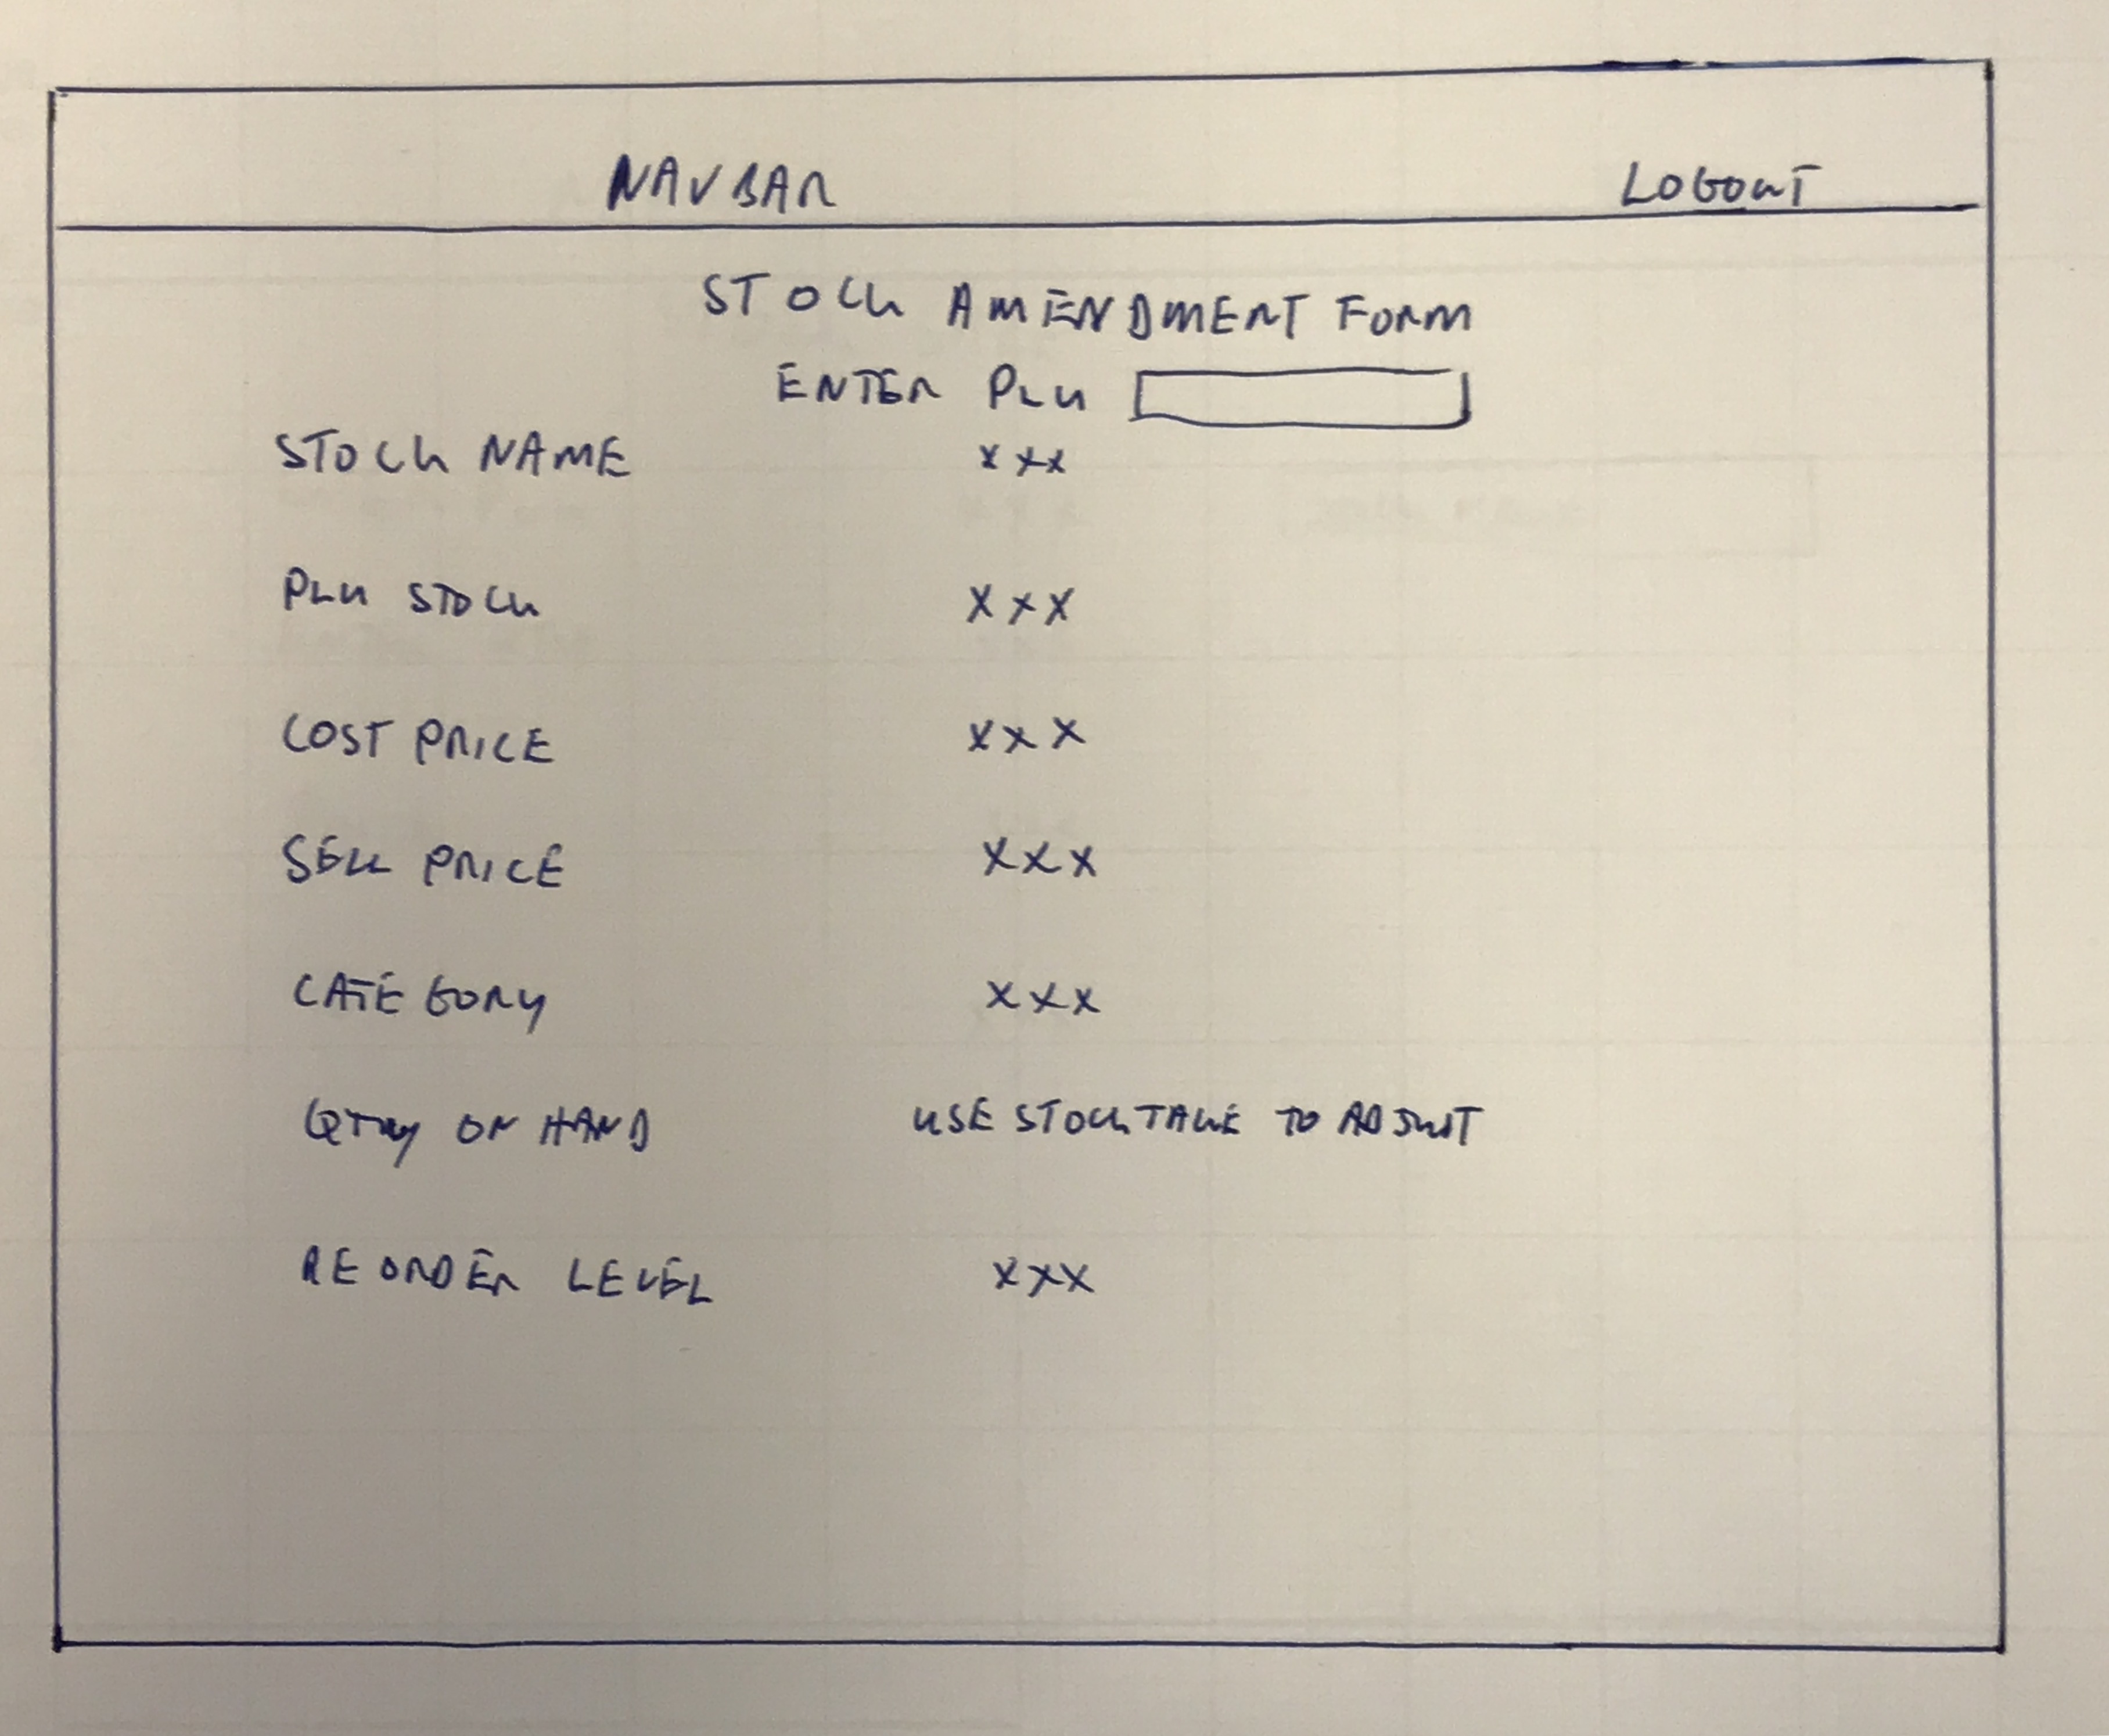 NAVBAR LOGOUT
STOCK AMENDMENT FORM
ENTER PLU
STOCK NAME XXX
PLU STOCK XXX
COST PRICE XXX
SELL PRICE XXX
CATEGORY XXX
QTY ON HAND USE STOCKTAKE TO ADJUST
REORDER LEVEL XXX